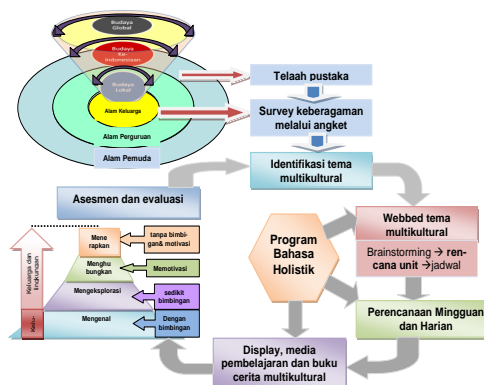 Budaya
Global
Budaya
Ke-
Indonesiaan
Budaya
Lokal
Alam Keluarga
Alam Perguruan
Alam Pemuda
Telaah pustaka
Survey keberagaman
melalui angket
Identifikasi tema
multikultural
Asesmen dan evaluasi
Webbed tema
multikultural
Brainstorming → ren-
cana unit →jadwal
Program
Bahasa
Holistik
Perencanaan Mingguan
dan Harian
Display, media
pembelajaran dan buku
cerita multikultural
Keluarga dan
lingkungan
Mene
rapkan
tanpa bimbi-
gan& motivasi
Menghu
bungkan
Memotivasi
Mengeksplorasi
sedikit
bimbingan
Mengenal
Dengan
bimbingan